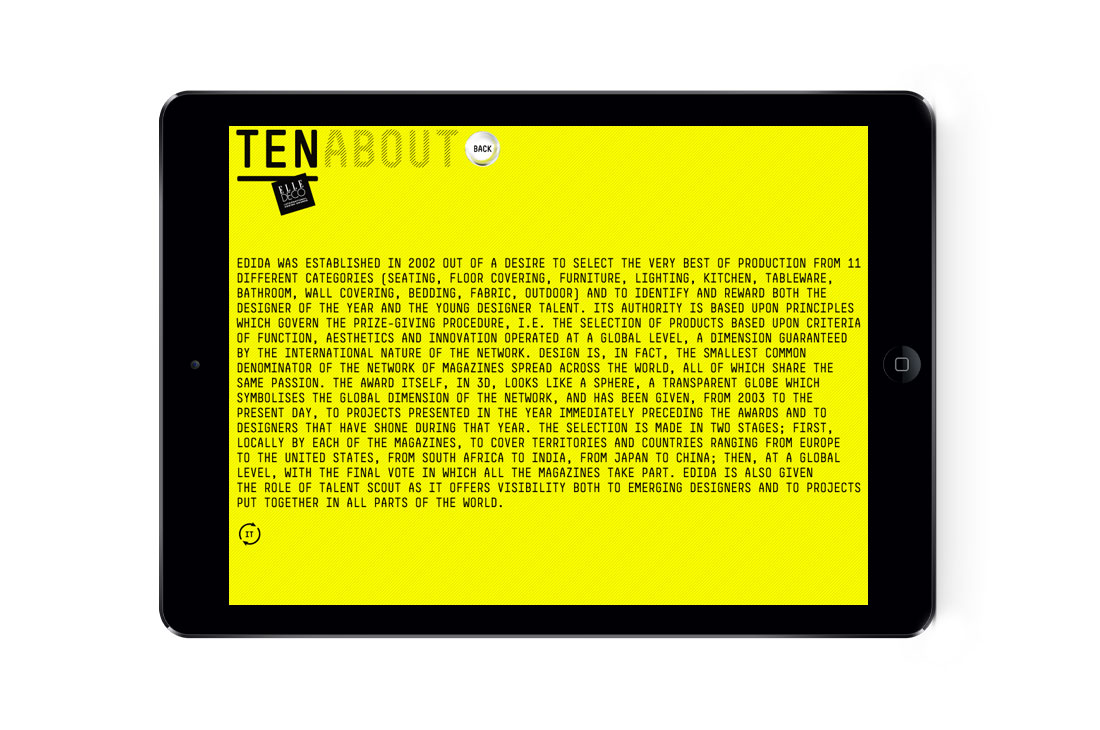 TENABOUT BACK
ELLE
DECO
EDIDA WAS ESTABLISHED IN 2002 OUT OF A DESIRE TO SELECT THE VERY BEST OF PRODUCTION FROM 11
DIFFERENT CATEGORIES (SEATING, FLOOR COVERING, FURNITURE, LIGHTING, KITCHEN, TABLEWARE,
BATHROOM, WALL COVERING, BEDDING, FABRIC, OUTDOOR) AND TO IDENTIFY AND REWARD BOTH THE
DESIGNER OF THE YEAR AND THE YOUNG DESIGNER TALENT. ITS AUTHORITY IS BASED UPON PRINCIPLES
WHICH GOVERN THE PRIZE-GIVING PROCEDURE, I.E. THE SELECTION OF PRODUCTS BASED UPON CRITERIA
OF FUNCTION, AESTHETICS AND INNOVATION OPERATED AT A GLOBAL LEVEL, A DIMENSION GUARANTEED
BY THE INTERNATIONAL NATURE OF THE NETWORK. DESIGN IS, IN FACT, THE SMALLEST COMMON
DENOMINATOR OF THE NETWORK OF MAGAZINES SPREAD ACROSS THE WORLD, ALL OF WHICH SHARE THE
SAME PASSION. THE AWARD ITSELF, IN 3D, LOOKS LIKE A SPHERE, A TRANSPARENT GLOBE WHICH
SYMBOLISES THE GLOBAL DIMENSION OF THE NETWORK, AND HAS BEEN GIVEN, FROM 2003 TO THE
PRESENT DAY, TO PROJECTS PRESENTED IN THE YEAR IMMEDIATELY PRECEDING THE AWARDS AND TO
DESIGNERS THAT HAVE SHONE DURING THAT YEAR. THE SELECTION IS MADE IN TWO STAGES; FIRST,
LOCALLY BY EACH OF THE MAGAZINES, TO COVER TERRITORIES AND COUNTRIES RANGING FROM EUROPE
TO THE UNITED STATES, FROM SOUTH AFRICA TO INDIA, FROM JAPAN TO CHINA; THEN, AT A GLOBAL
LEVEL, WITH THE FINAL VOTE IN WHICH ALL THE MAGAZINES TAKE PART. EDIDA IS ALSO GIVEN
THE ROLE OF TALENT SCOUT AS IT OFFERS VISIBILITY BOTH TO EMERGING DESIGNERS AND TO PROJECTS
PUT TOGETHER IN ALL PARTS OF THE WORLD.
IT